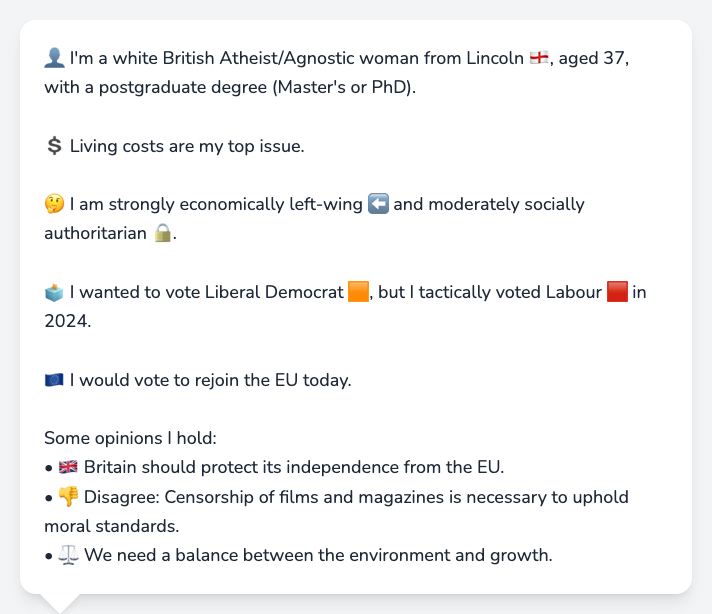 👤 I'm a white British Atheist/Agnostic woman from Lincoln 🏴󠁧󠁢󠁥󠁮󠁧󠁿, aged 37,
with a postgraduate degree (Master's or PhD).
💲 Living costs are my top issue.
🤔 I am strongly economically left-wing ⬅️ and moderately socially
authoritarian 🔒.
🗳️ I wanted to vote Liberal Democrat 🟧, but I tactically voted Labour 🟥 in
2024.
🇪🇺 I would vote to rejoin the EU today.
Some opinions I hold:
• 🇬🇧 Britain should protect its independence from the EU.
• 👎 Disagree: Censorship of films and magazines is necessary to uphold
moral standards.
• ⚖️ We need a balance between the environment and growth.